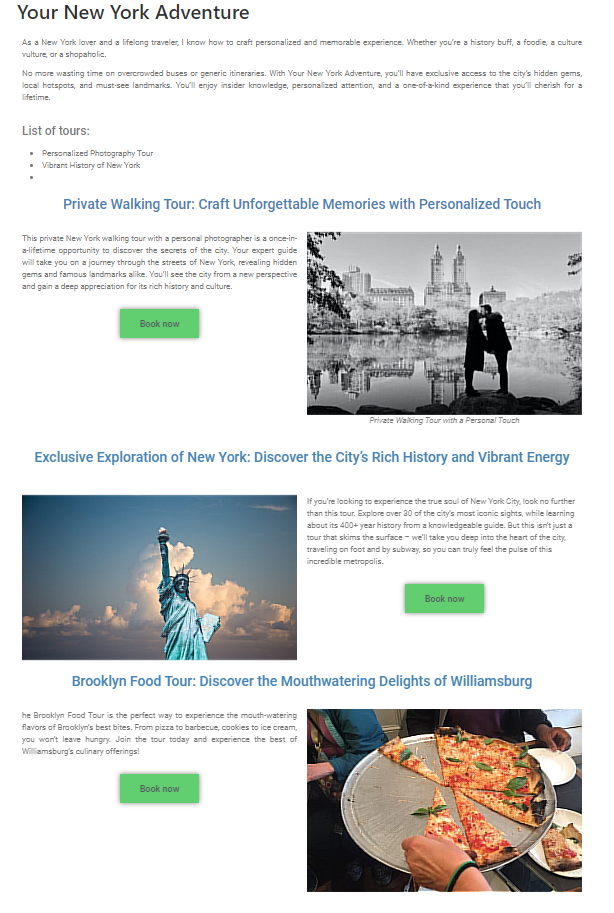 Your New York Adventure
As a New York lover and a lifelong traveler, I know how to craft personalized and memorable experience. Whether you're a history buff, a foodie, a culture
vulture, or a shopaholic.
No more wasting time on overcrowded buses or generic itineraries. With Your New York Adventure, you'll have exclusive access to the city's hidden gems,
local hotspots, and must-see landmarks. You'll enjoy insider knowledge, personalized attention, and a one-of-a-kind experience that you'll cherish for a
lifetime.
List of tours:
Personalized Photography Tour
Vibrant History of New York
Private Walking Tour: Craft Unforgettable Memories with Personalized Touch
This private New York walking tour with a personal photographer is a once-in-
a-lifetime opportunity to discover the secrets of the city. Your expert guide
will take you on a journey through the streets of New York, revealing hidden
gems and famous landmarks alike. You'll see the city from a new perspective
and gain a deep appreciation for its rich history and culture.
Book now
Private Walking Tour with a Personal Touch
Exclusive Exploration of New York: Discover the City's Rich History and Vibrant Energy
If you're looking to experience the true soul of New York City, look no further
than this tour. Explore over 30 of the city's most iconic sights, while learning
about its 400+ year history from a knowledgeable guide. But this isn't just a
tour that skims the surface – we'll take you deep into the heart of the city,
traveling on foot and by subway, so you can truly feel the pulse of this
incredible metropolis.
Book now
Brooklyn Food Tour: Discover the Mouthwatering Delights of Williamsburg
he Brooklyn Food Tour is the perfect way to experience the mouth-watering
flavors of Brooklyn's best bites. From pizza to barbecue, cookies to ice cream,
you won't leave hungry. Join the tour today and experience the best of
Williamsburg's culinary offerings!
Book now